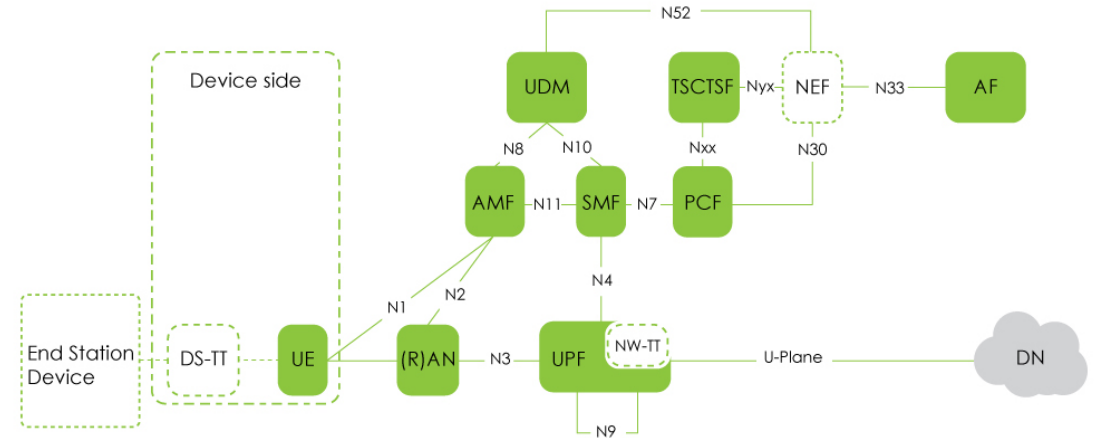 N52
Device side
UDM
TSCTSF
Nyx
NEF
N33
AF
N8
N10
Nxx
N30
AMF
N11
SMF
N7
PCF
N4
N1
N2
End Station
Device
DS-TT
UE
(R)AN
N3
UPF
NW-TT
U-Plane
DN
N9